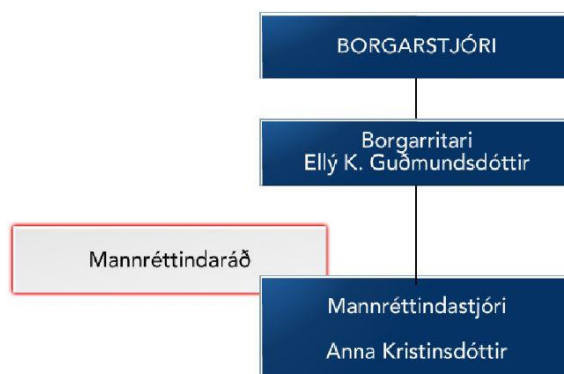 BORGARSTJÓRI
Borgarritari
Ellý K. Guðmundsdóttir
Mannréttindaráð
Mannréttindastjóri
Anna Kristinsdóttir